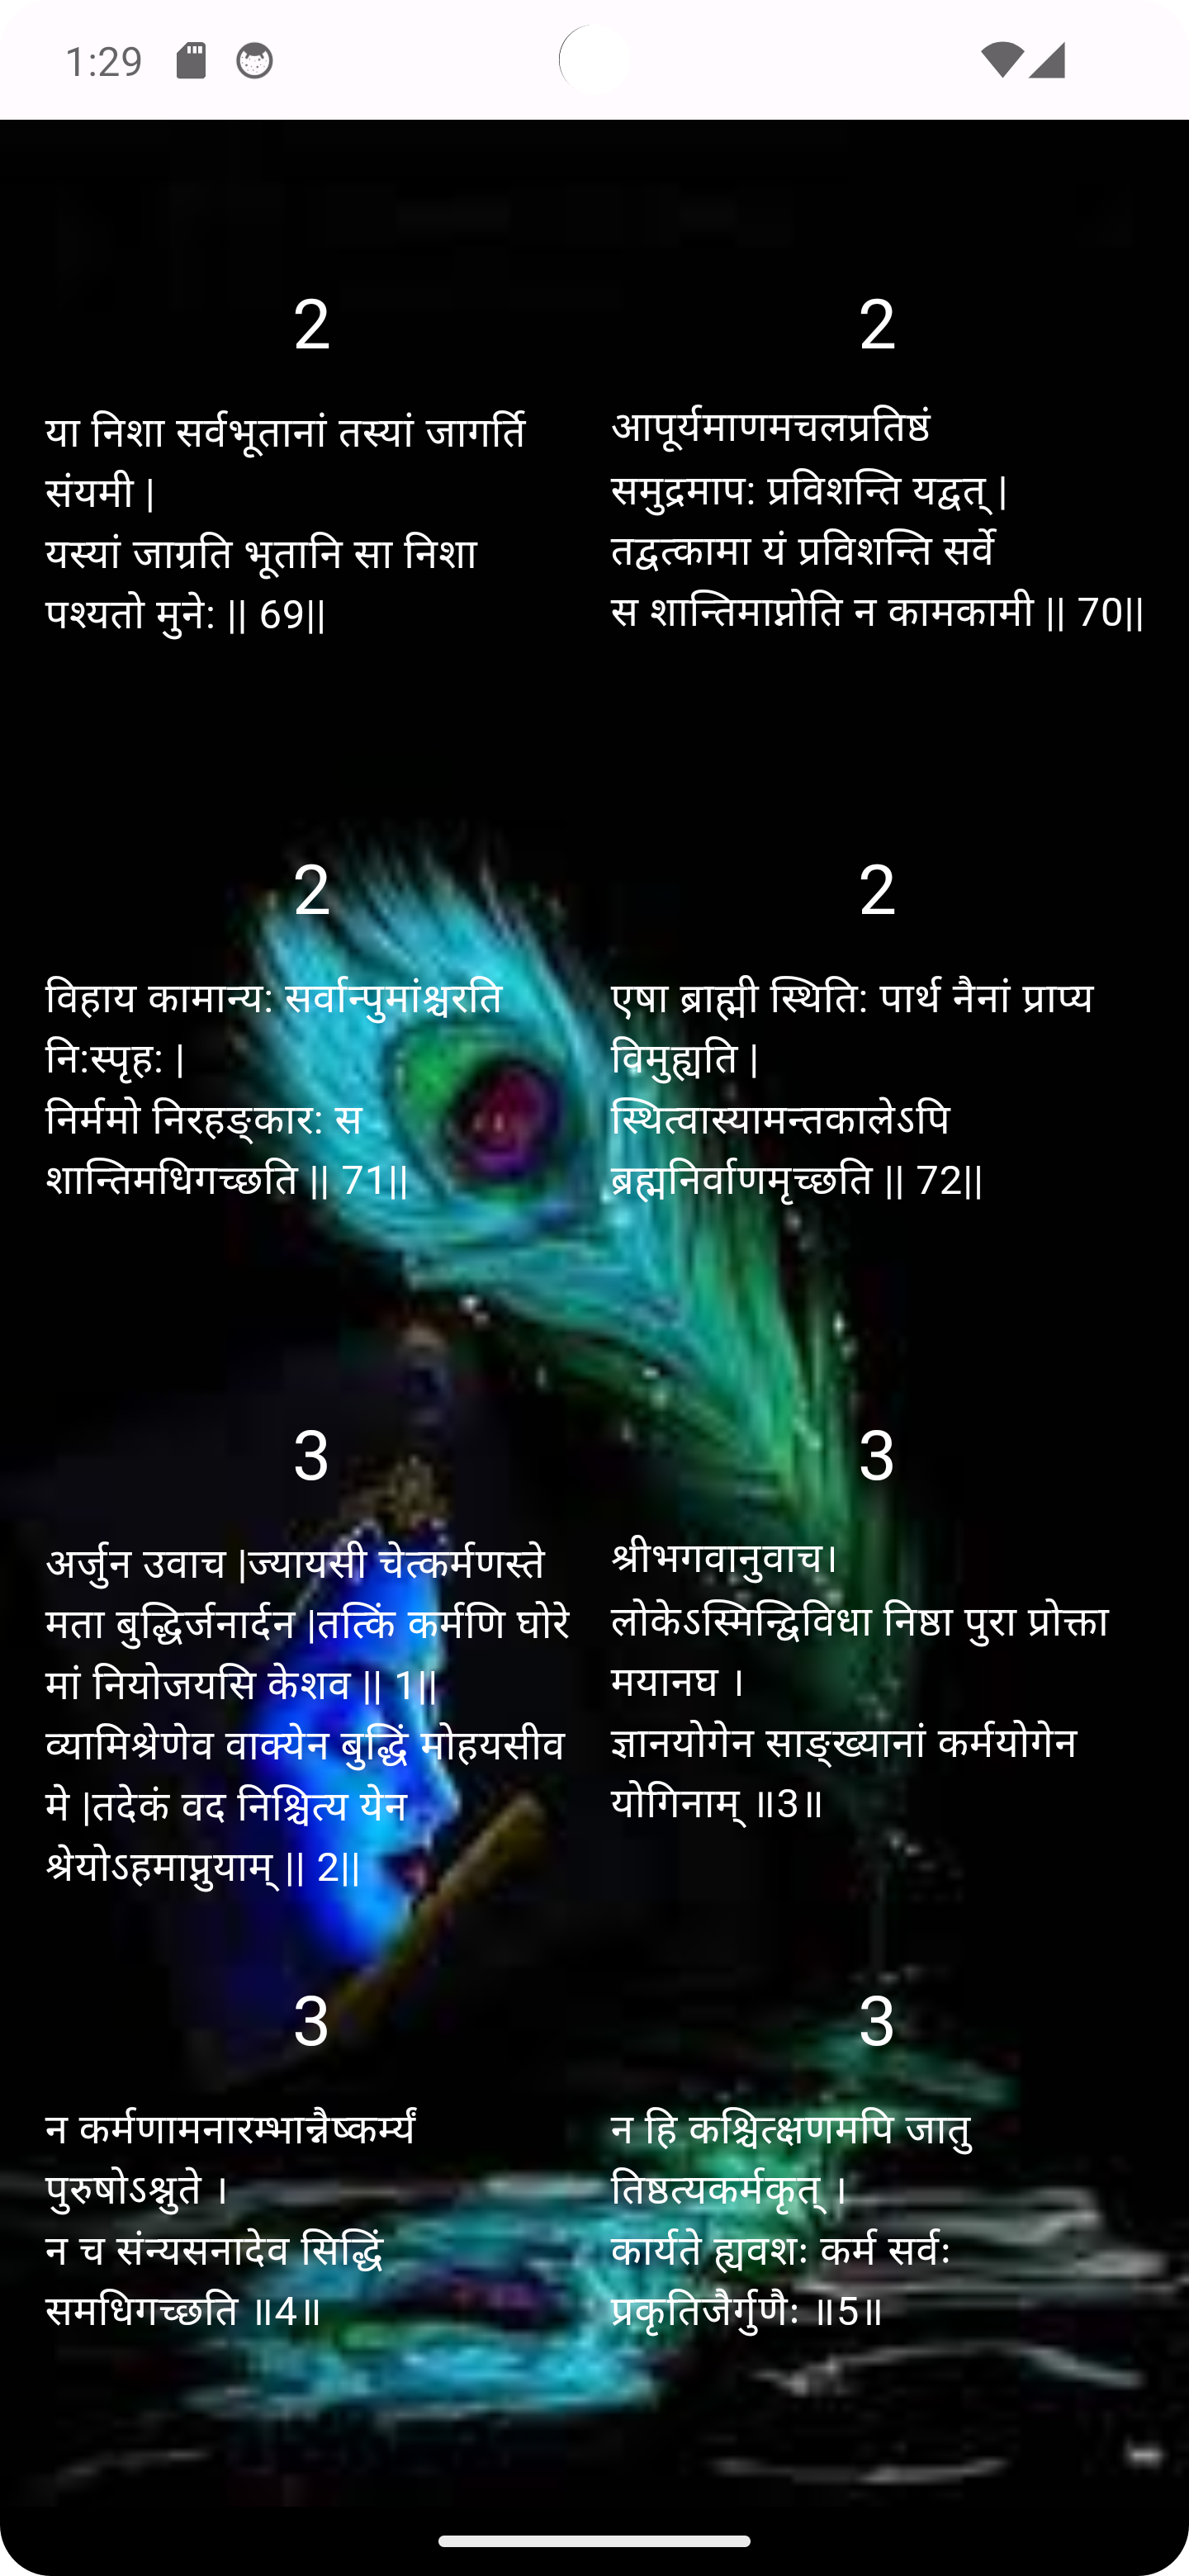 1:29
2
या निशा सर्वभूतानां तस्यां जागर्ति
संयमी |
यस्यां जाग्रति भूतानि सा निशा
पश्यतो मुने: || 69||
2
आपूर्यमाणमचलप्रतिष्ठं
समुद्रमाप: प्रविशन्ति यद्वत् |
तद्वत्कामा यं प्रविशन्ति सर्वे
स शान्तिमाप्नोति न कामकामी || 70||
2
विहाय कामान्य: सर्वान्पुमांश्चरति
नि:स्पृह: |
निर्ममो निरहङ्कार: स
शान्तिमधिगच्छति || 71||
2
एषा ब्राह्मी स्थिति: पार्थ नैनां प्राप्य
विमुह्यति |
स्थित्वास्यामन्तकालेऽपि
ब्रह्मनिर्वाणमृच्छति || 72||
3
अर्जुन उवाच |ज्यायसी चेत्कर्मणस्ते
मता बुद्धिर्जनार्दन |तत्किं कर्मणि घोरे
मां नियोजयसि केशव || 1||
व्यामिश्रेणेव वाक्येन बुद्धिं मोहयसीव
मे |तदेकं वद निश्चित्य येन
श्रेयोऽहमाप्नुयाम् || 2||
3
श्रीभगवानुवाच।
लोकेऽस्मिन्द्विविधा निष्ठा पुरा प्रोक्ता
मयानघ ।
ज्ञानयोगेन साङ्ख्यानां कर्मयोगेन
योगिनाम् ॥3॥
3
न कर्मणामनारम्भान्नैष्कर्म्यं
पुरुषोऽश्नुते ।
न च संन्यसनादेव सिद्धिं
समधिगच्छति ॥4॥
3
न हि कश्चित्क्षणमपि जातु
तिष्ठत्यकर्मकृत् ।
कार्यते ह्यवशः कर्म सर्वः
प्रकृतिजैर्गुणैः ॥5॥